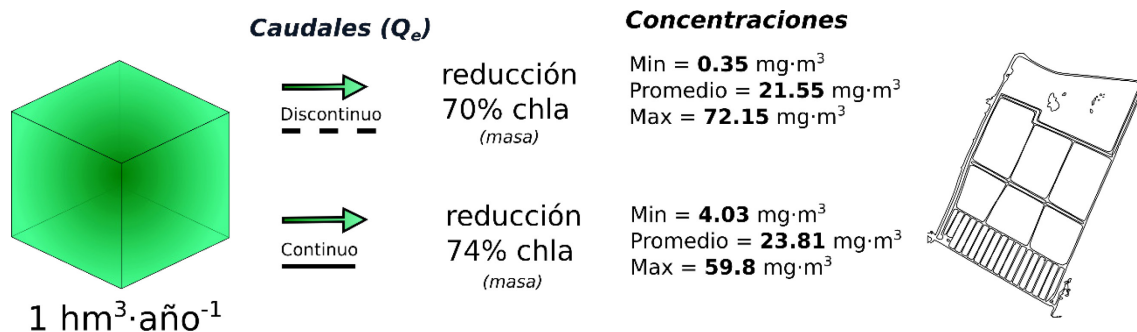 Caudales (Qₑ)
Concentraciones
Discontinuo
reducción
70% chla
(masa)
Min = 0.35 mg·m³
Promedio = 21.55 mg·m³
Max = 72.15 mg·m³
Continuo
reducción
74% chla
(masa)
Min = 4.03 mg·m³
Promedio = 23.81 mg·m³
Max = 59.8 mg·m³
1 hm³·año⁻¹